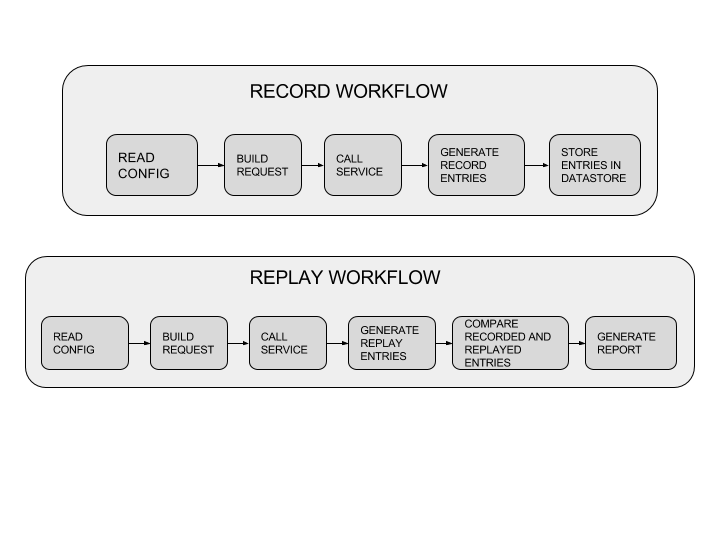 RECORD WORKFLOW
READ
CONFIG
BUILD
REQUEST
CALL
SERVICE
GENERATE
RECORD
ENTRIES
STORE
ENTRIES IN
DATASTORE
REPLAY WORKFLOW
READ
CONFIG
BUILD
REQUEST
CALL
SERVICE
GENERATE
REPLAY
ENTRIES
COMPARE
RECORDED AND
REPLAYED
ENTRIES
GENERATE
REPORT